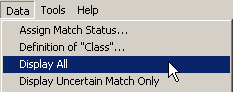 Data Tools Help
Assign Match Status...
Definition of "Class"...
Display All
Display Uncertain Match Only